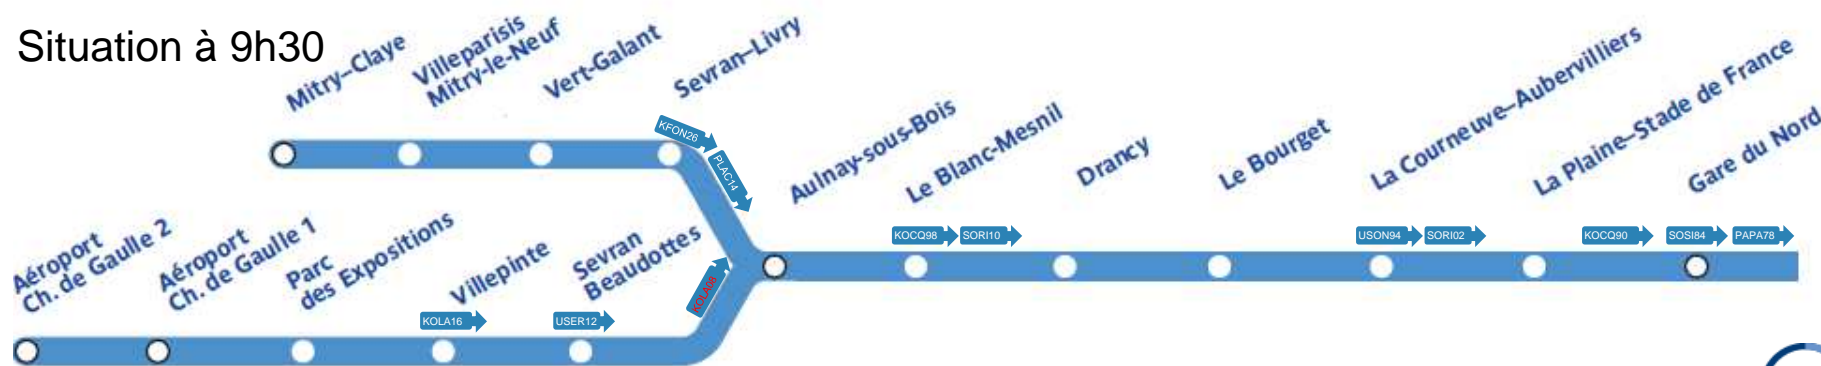 Situation à 9h30
Mitry–Claye
Villeparisis
Mitry-le-Neuf
Vert-Galant
Sevran–Livry
KFON26
PLAC14
Aulnay-sous-Bois
Le Blanc-Mesnil
Drancy
Le Bourget
La Courneuve–Aubervilliers
La Plaine–Stade de France
Gare du Nord
KOCQ98
SORI10
USON94
SORI02
KOCQ90
SOSI84
PAPA78
Aéroport
Ch. de Gaulle 2
Aéroport
Ch. de Gaulle 1
Parc
des Expositions
Villepinte
Sevran
Beaudottes
KOLA16
USER12